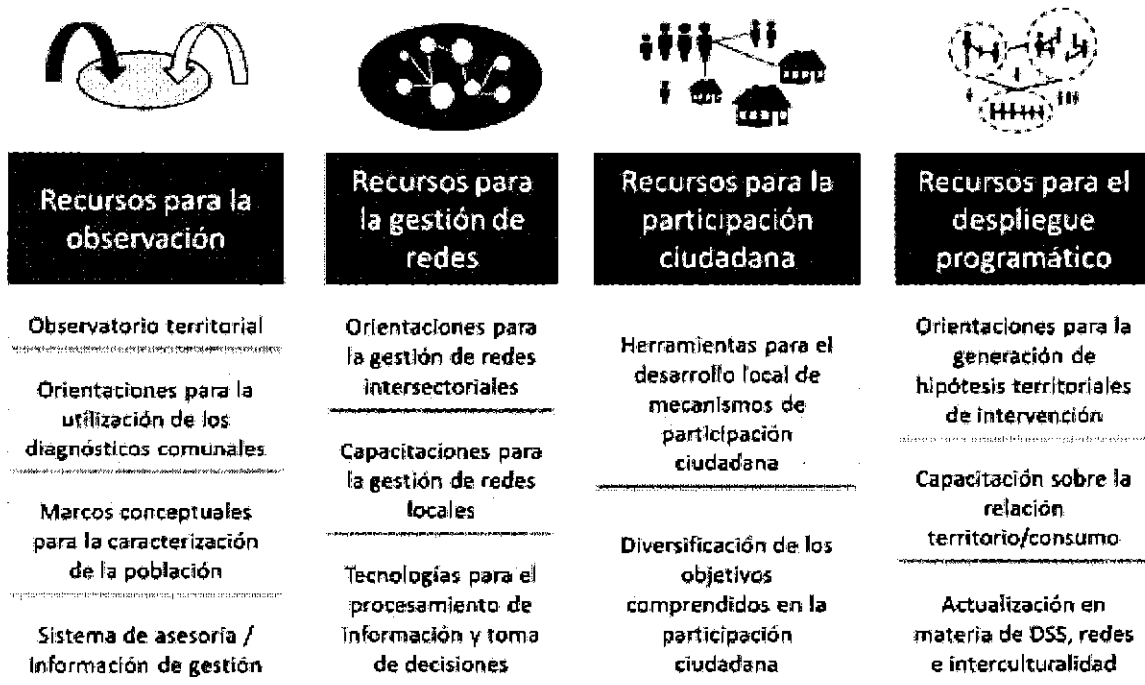 Recursos para la
observación
Observatorio territorial
Orientaciones para la
utilización de los
diagnósticos comunales
Marcos conceptuales
para la caracterización
de la población
Sistema de asesoría /
Información de gestión
Recursos para
la gestión de
redes
Orientaciones para
la gestión de redes
intersectoriales
Capacitaciones para
la gestión de redes
locales
Tecnologías para el
procesamiento de
información y toma
de decisiones
Recursos para la
participación
ciudadana
Herramientas para el
desarrollo local de
mecanismos de
participación
ciudadana
Diversificación de los
objetivos
comprendidos en la
participación
ciudadana
Recursos para el
despliegue
programático
Orientaciones para la
generación de
hipótesis territoriales
de intervención
Capacitación sobre la
relación
territorio/consumo
Actualización en
materia de DSS, redes
e interculturalidad